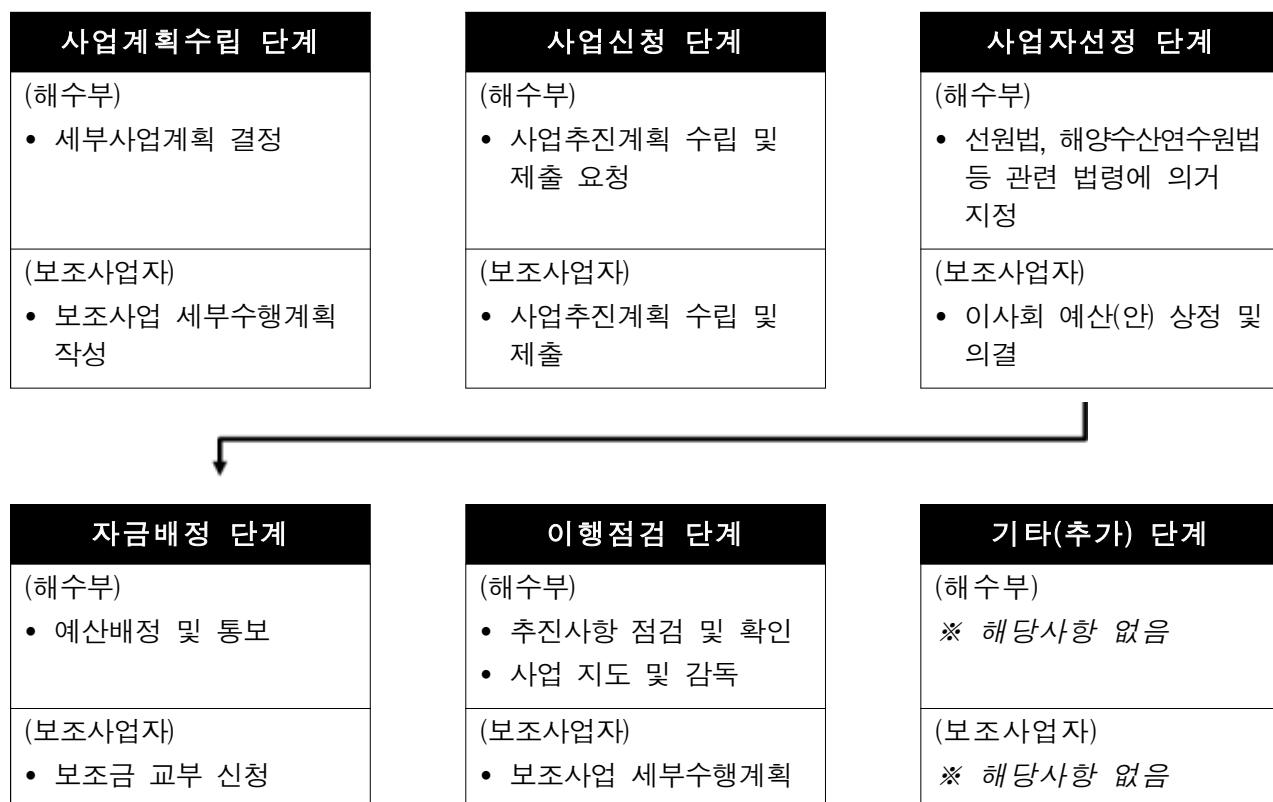 사업계획수립 단계
(해수부)
• 세부사업계획 결정
(보조사업자)
• 보조사업 세부수행계획
작성
사업신청 단계
(해수부)
• 사업추진계획 수립 및
제출 요청
(보조사업자)
• 사업추진계획 수립 및
제출
사업자선정 단계
(해수부)
• 선원법, 해양수산연수원법
등 관련 법령에 의거
지정
(보조사업자)
• 이사회 예산(안) 상정 및
의결
자금배정 단계
(해수부)
• 예산배정 및 통보
(보조사업자)
• 보조금 교부 신청
이행점검 단계
(해수부)
• 추진사항 점검 및 확인
• 사업 지도 및 감독
(보조사업자)
• 보조사업 세부수행계획
기타(추가) 단계
(해수부)
※ 해당사항 없음
(보조사업자)
※ 해당사항 없음